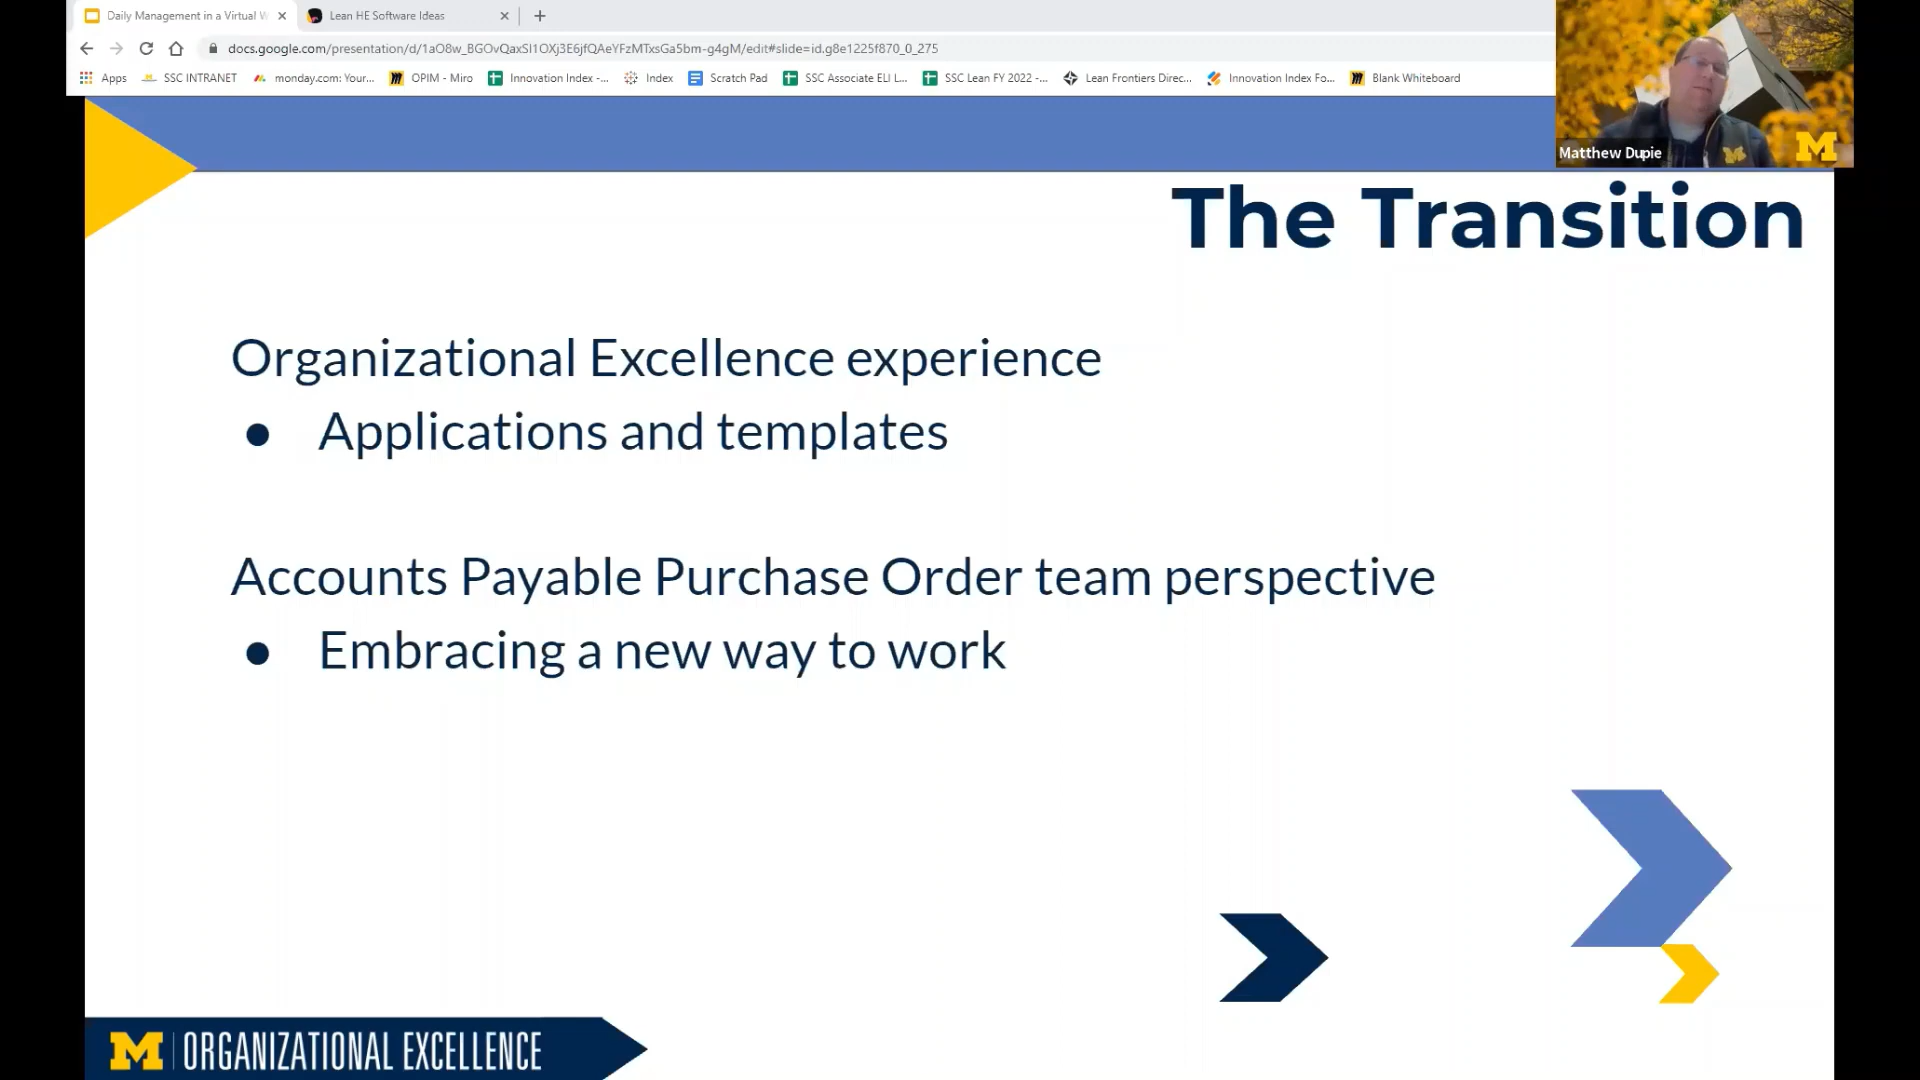 Daily Management in a Virtual W
Lean HE Software Ideas
docs.google.com/presentation/d/1aO8w_BGOvQaxSI1OXj3E6jfQAeYFzMTxsGa5bm-g4gM/edit#slide=id.g8e1225f870_0_275
Apps SSC INTRANET monday.com: Your... OPIM - Miro Innovation Index -... Index Scratch Pad SSC Associate ELI L... SSC Lean FY 2022 -... Lean Frontiers Direc... Innovation Index Fo... Blank Whiteboard
M
Matthew Dupie
The Transition
Organizational Excellence experience
● Applications and templates
Accounts Payable Purchase Order team perspective
● Embracing a new way to work
M | ORGANIZATIONAL EXCELLENCE